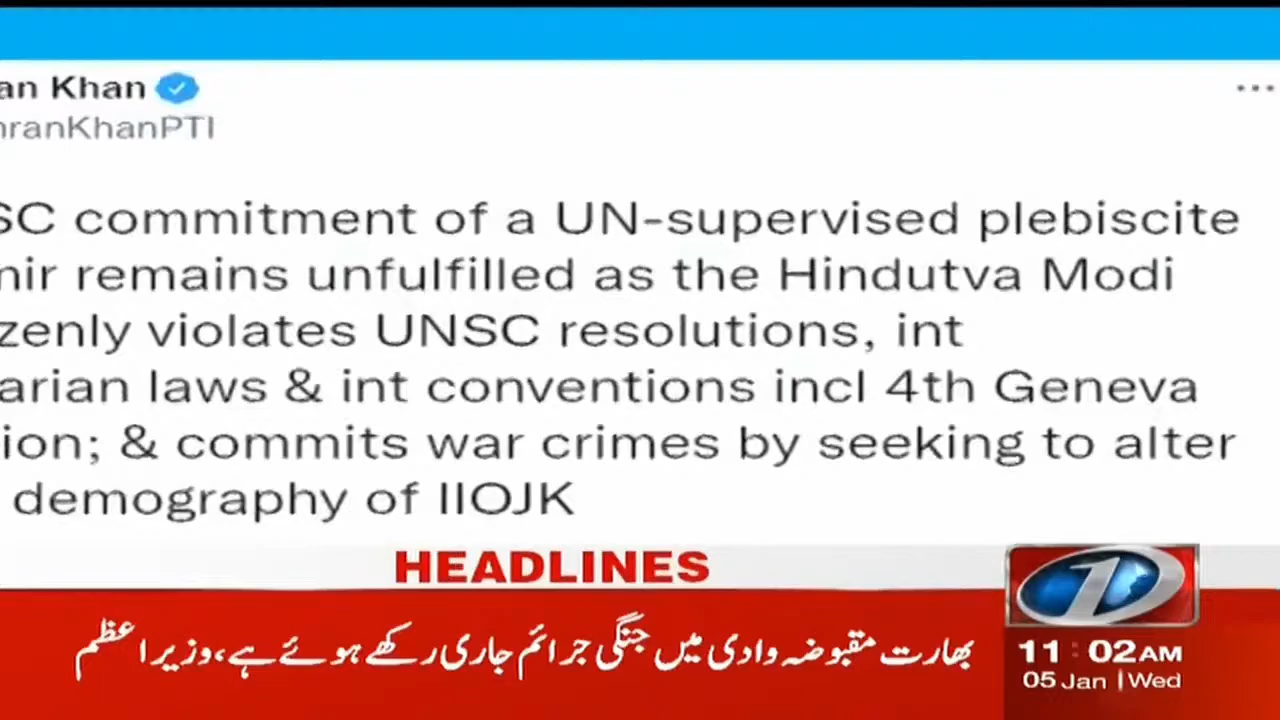 an Khan
nranKhanPTI
SC commitment of a UN-supervised plebiscite
nir remains unfulfilled as the Hindutva Modi
zenly violates UNSC resolutions, int
arian laws & int conventions incl 4th Geneva
ion; & commits war crimes by seeking to alter
demography of IIOJK
HEADLINES
بھارت مقبوضہ وادی میں جنگی جرائم جاری رکھے ہوئے ہے، وزیراعظم
1
11:02AM
05 Jan | Wed